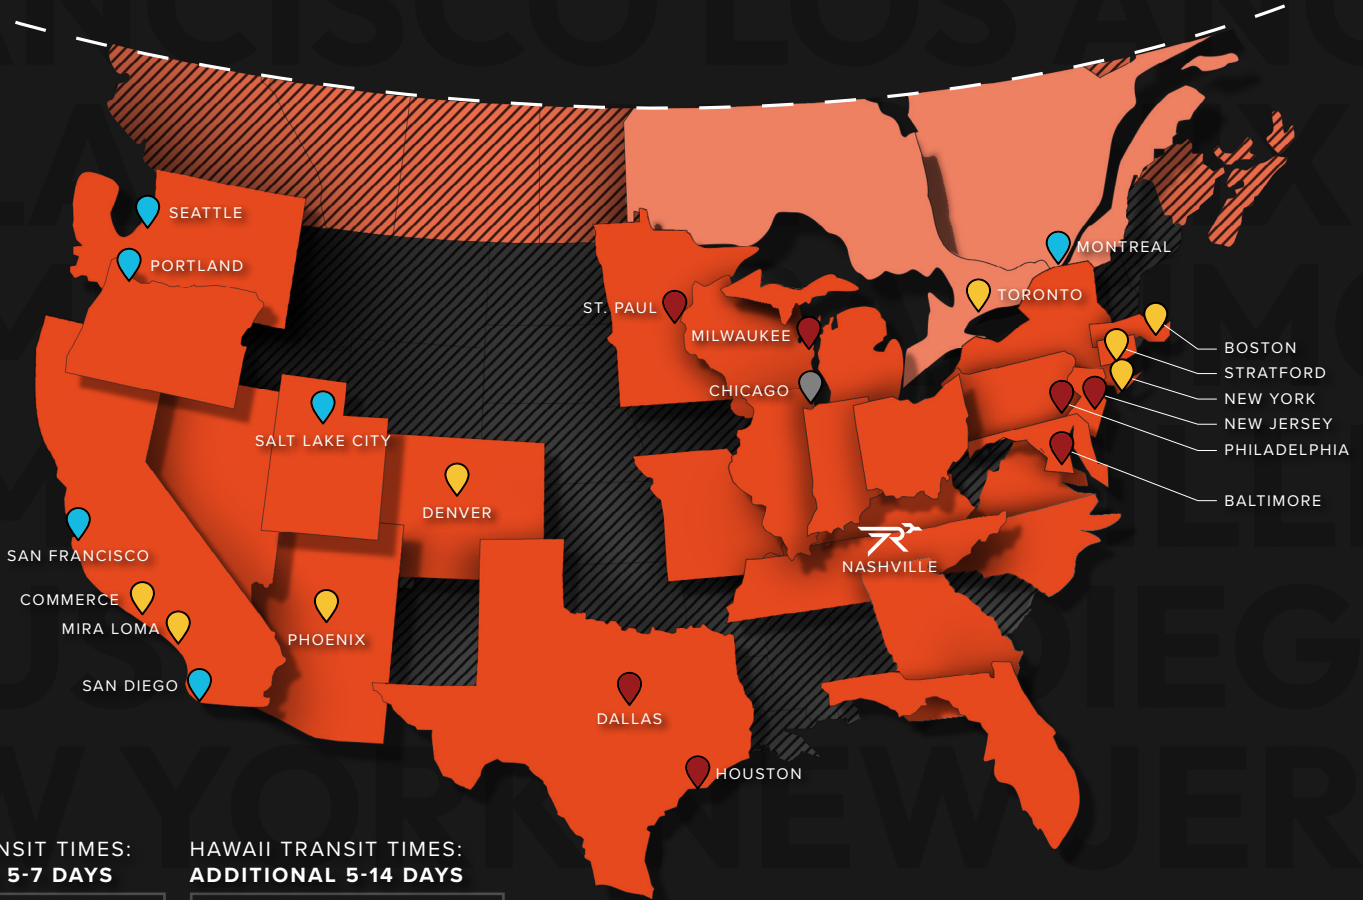 SEATTLE
PORTLAND
MONTREAL
TORONTO
ST. PAUL
MILWAUKEE
CHICAGO
BOSTON
STRATFORD
NEW YORK
NEW JERSEY
PHILADELPHIA
BALTIMORE
SALT LAKE CITY
DENVER
SAN FRANCISCO
NASHVILLE
COMMERCE
MIRA LOMA
PHOENIX
SAN DIEGO
DALLAS
HOUSTON
NSIT TIMES:
5-7 DAYS
HAWAII TRANSIT TIMES:
ADDITIONAL 5-14 DAYS